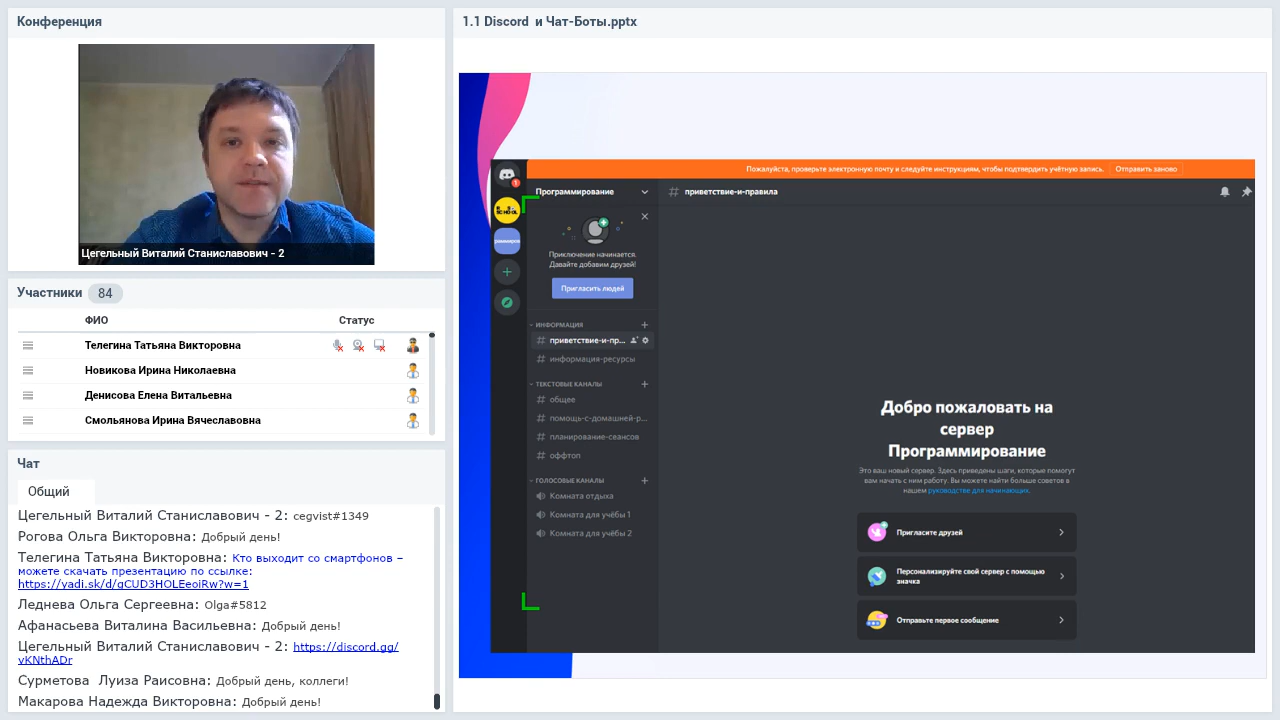 Конференция
Цегельный Виталий Станиславович - 2
Участники 84
ФИО Статус
Телегина Татьяна Викторовна
Новикова Ирина Николаевна
Денисова Елена Витальевна
Смольянова Ирина Вячеславовна
Чат
Общий
Цегельный Виталий Станиславович - 2: cegvist#1349
Рогова Ольга Викторовна: Добрый день!
Телегина Татьяна Викторовна: Кто выходит со смартфонов –
можете скачать презентацию по ссылке:
https://yadi.sk/d/gCUD3HOLEeoiRw?w=1
Леднева Ольга Сергеевна: Olga#5812
Афанасьева Виталина Васильевна: Добрый день!
Цегельный Виталий Станиславович - 2: https://discord.gg/
vKNthADr
Сурметова Луиза Раисовна: Добрый день, коллеги!
Макарова Надежда Викторовна: Добрый день!
1.1 Discord и Чат-Боты.pptx
Пожалуйста, проверьте электронную почту и следуйте инструкциям, чтобы подтвердить учётную запись. Отправить заново
Программирование
# приветствие-и-правила
Приключение начинается.
Давайте добавим друзей!
Пригласить людей
ИНФОРМАЦИЯ
# приветствие-и-пр...
# информация-ресурсы
ТЕКСТОВЫЕ КАНАЛЫ
# общее
# помощь-с-домашней-р...
# планирование-сеансов
# оффтоп
ГОЛОСОВЫЕ КАНАЛЫ
Комната отдыха
Комната для учёбы 1
Комната для учёбы 2
Добро пожаловать на
сервер
Программирование
Это ваш новый сервер. Здесь приведены шаги, которые помогут
вам начать с ним работу. Вы можете найти больше советов в
нашем руководстве для начинающих.
Пригласите друзей
Персонализируйте свой сервер с помощью
значка
Отправьте первое сообщение